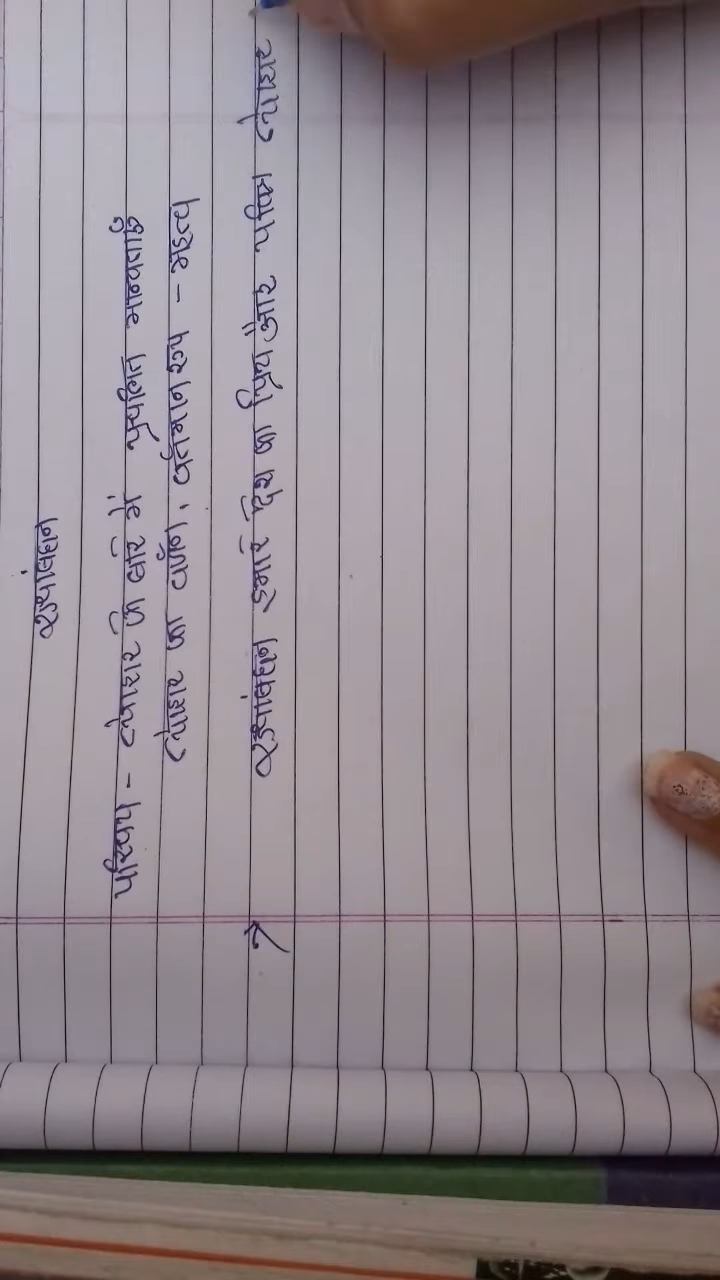 रक्षाबंधन
परिचय - त्योहार के बारे में प्रचलित मान्यताएँ
त्योहार का वर्णन, वर्तमान रूप - महत्व
→ रक्षाबंधन हमारे देश का प्रिय और पवित्र त्योहार